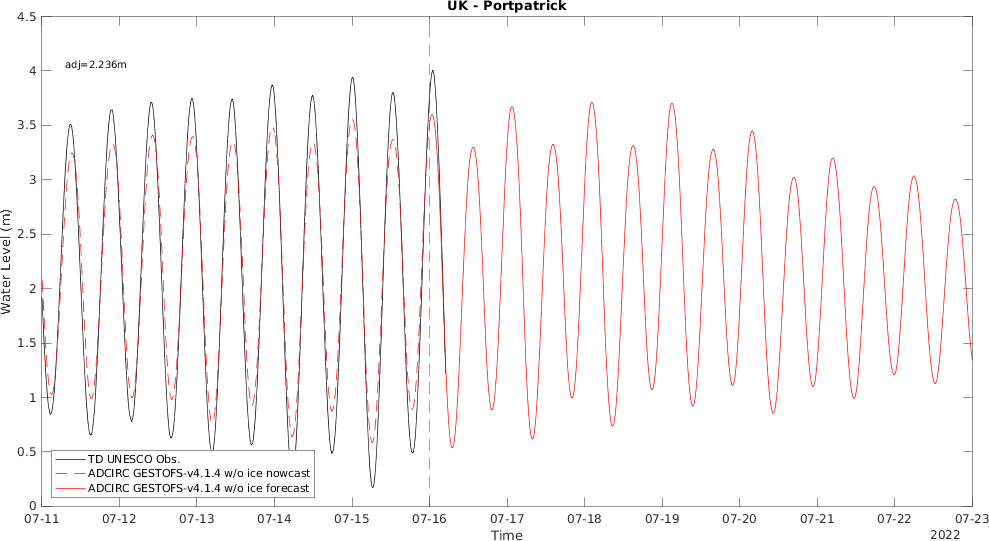 UK - Portpatrick
4.5
adj=2.236m
4
3.5
3
2.5
2
1.5
1
0.5
0
Water Level (m)
TD UNESCO Obs.
ADCIRC GESTOFS-v4.1.4 w/o ice nowcast
ADCIRC GESTOFS-v4.1.4 w/o ice forecast
07-11 07-12 07-13 07-14 07-15 07-16 07-17 07-18 07-19 07-20 07-21 07-22 07-23
Time
2022